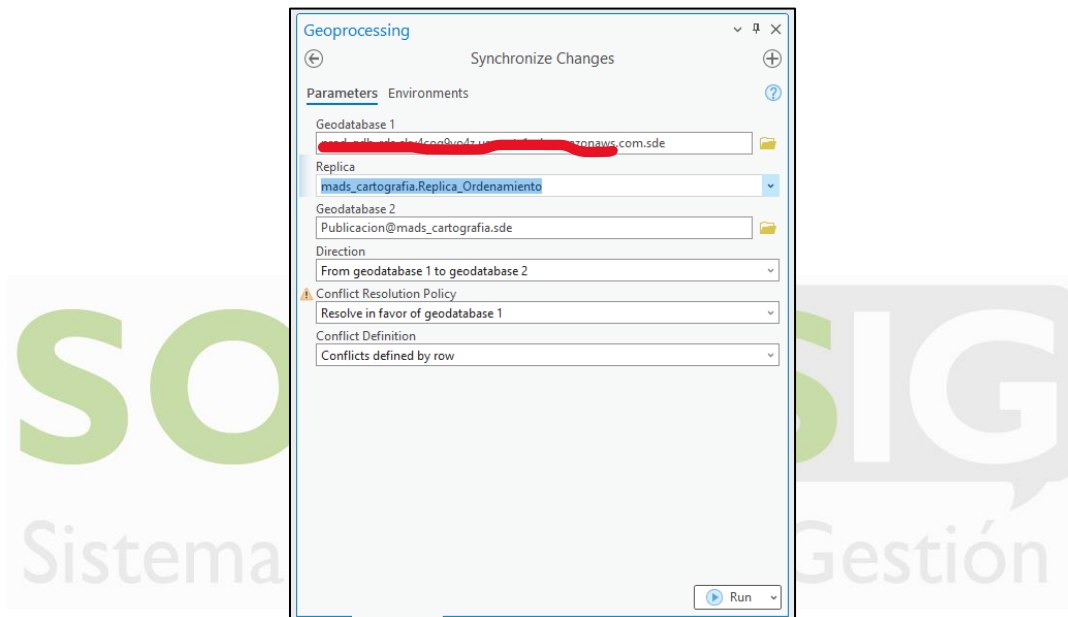 Geoprocessing
Synchronize Changes
Parameters Environments
Geodatabase 1
.com.sde
Replica
mads_cartografia.Replica_Ordenamiento
Geodatabase 2
Publicacion@mads_cartografia.sde
Direction
From geodatabase 1 to geodatabase 2
Conflict Resolution Policy
Resolve in favor of geodatabase 1
Conflict Definition
Conflicts defined by row
SO
SIG
Sistema
Gestión
Run